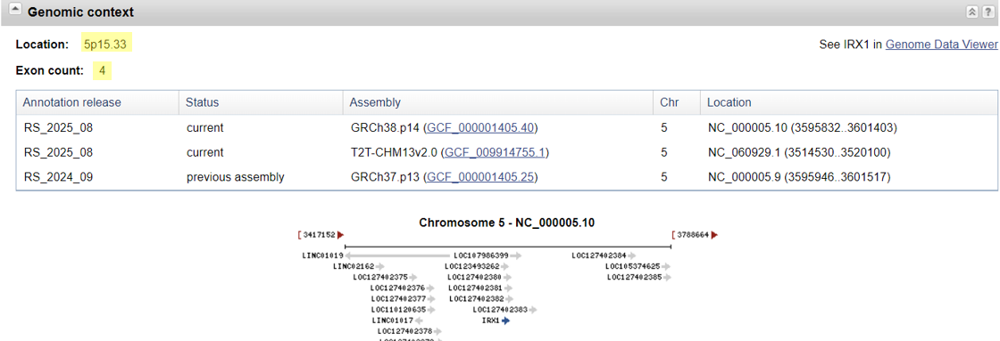 Genomic context
Location: 5p15.33
See IRX1 in Genome Data Viewer
Exon count: 4
Annotation release Status Assembly Chr Location
RS_2025_08 current GRCh38.p14 (GCF_000001405.40) 5 NC_000005.10 (3595832..3601403)
RS_2025_08 current T2T-CHM13v2.0 (GCF_009914755.1) 5 NC_060929.1 (3514530..3520100)
RS_2024_09 previous assembly GRCh37.p13 (GCF_000001405.25) 5 NC_000005.9 (3595946..3601517)
Chromosome 5 - NC_000005.10
[ 3417152 [ 3788664
LINC01019 LOC107986399 LOC127402384
LINC02162 LOC123493262 LOC105374625
LOC127402375 LOC127402380 LOC127402385
LOC127402376 LOC127402381
LOC127402377 LOC127402382
LOC110120635 LOC127402383
LINC01017 IRX1
LOC127402378